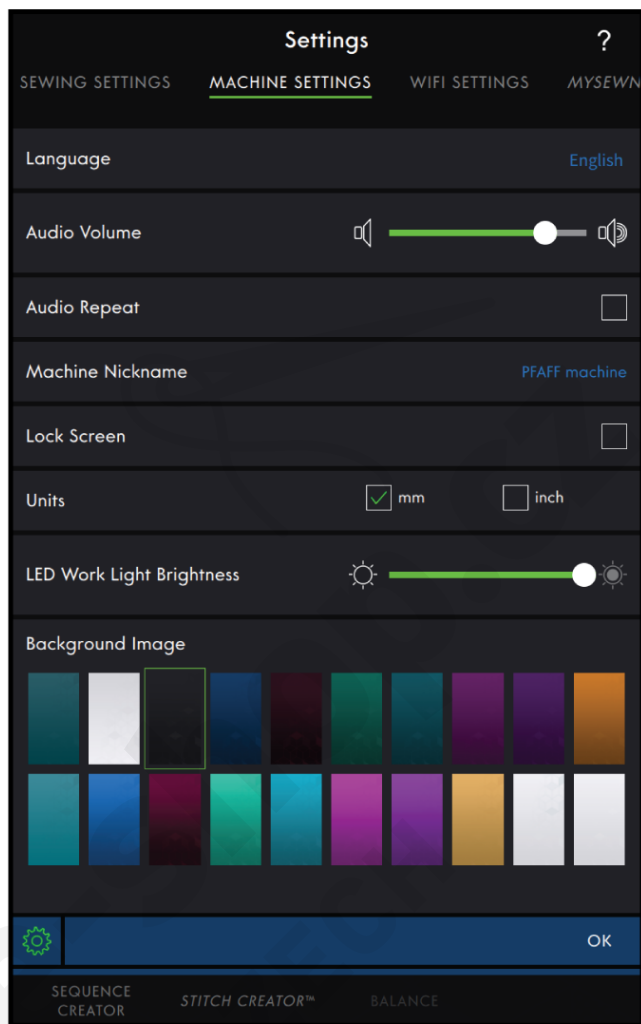 Settings
?
SEWING SETTINGS MACHINE SETTINGS WIFI SETTINGS MYSEWN
Language English
Audio Volume
Audio Repeat
Machine Nickname PFAFF machine
Lock Screen
Units mm inch
LED Work Light Brightness
Background Image
OK
SEQUENCE
CREATOR
STITCH CREATOR™
BALANCE